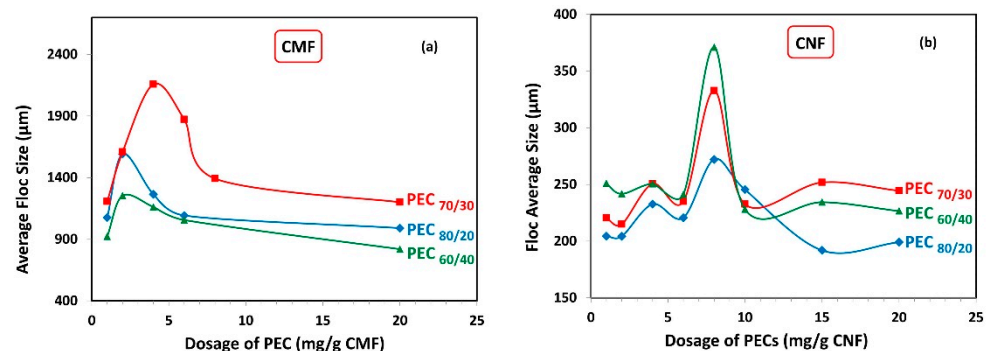 CMF
(a)
2400
1900
1400
900
400
Average Floc Size (µm)
PEC 70/30
PEC 80/20
PEC 60/40
0 5 10 15 20 25
Dosage of PEC (mg/g CMF)
CNF
(b)
400
350
300
250
200
150
Floc Average Size (µm)
PEC 70/30
PEC 60/40
PEC 80/20
0 5 10 15 20 25
Dosage of PECs (mg/g CNF)